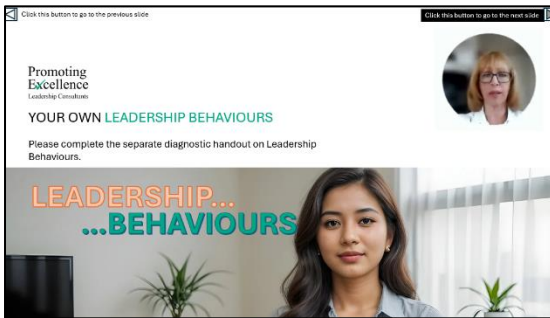 Click this button to go to the previous slide
Click this button to go to the next slide
Promoting
Excellence
Leadership Consultants
YOUR OWN LEADERSHIP BEHAVIOURS
Please complete the separate diagnostic handout on Leadership
Behaviours.
LEADERSHIP...
...BEHAVIOURS